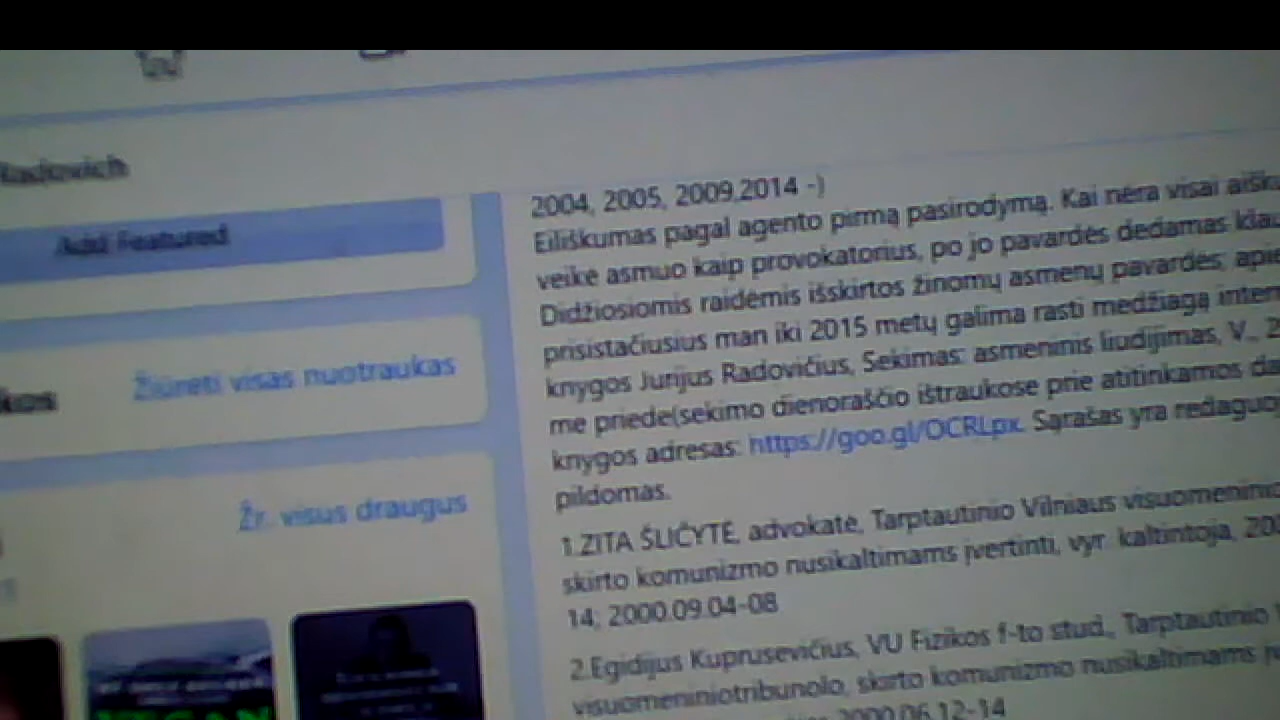 Radovich
Add Featured
Žiūrėti visas nuotraukas
Žr. visus draugus
2004, 2005, 2009,2014 -)
Eiliškumas pagal agento pirmą pasirodymą. Kai nėra visai aišku
veikė asmuo kaip provokatorius, po jo pavardės dedamas
Didžiosiomis raidėmis išskirtos žinomų asmenų pavardės; apie
prisistačiusius man iki 2015 metų galima rasti medžiagą
knygos Jurijus Radovičius, Sekimas: asmeninis liudijimas, V.,
me priede(sekimo dienoraščio ištraukose prie atitinkamos
knygos adresas: https://goo.gl/OCRLpx. Sąrašas yra
pildomas.
1.ZITA ŠLIČYTĖ, advokatė, Tarptautinio Vilniaus
skirto komunizmo nusikaltimams įvertinti, vyr. kaltintoja,
14; 2000.09.04-08
2.Egidijus Kuprusevičius, VU Fizikos f-to stud., Tarptautinio
visuomeniniotribunolo, skirto komunizmo nusikaltimams
2000.06.12-14
VEGAN